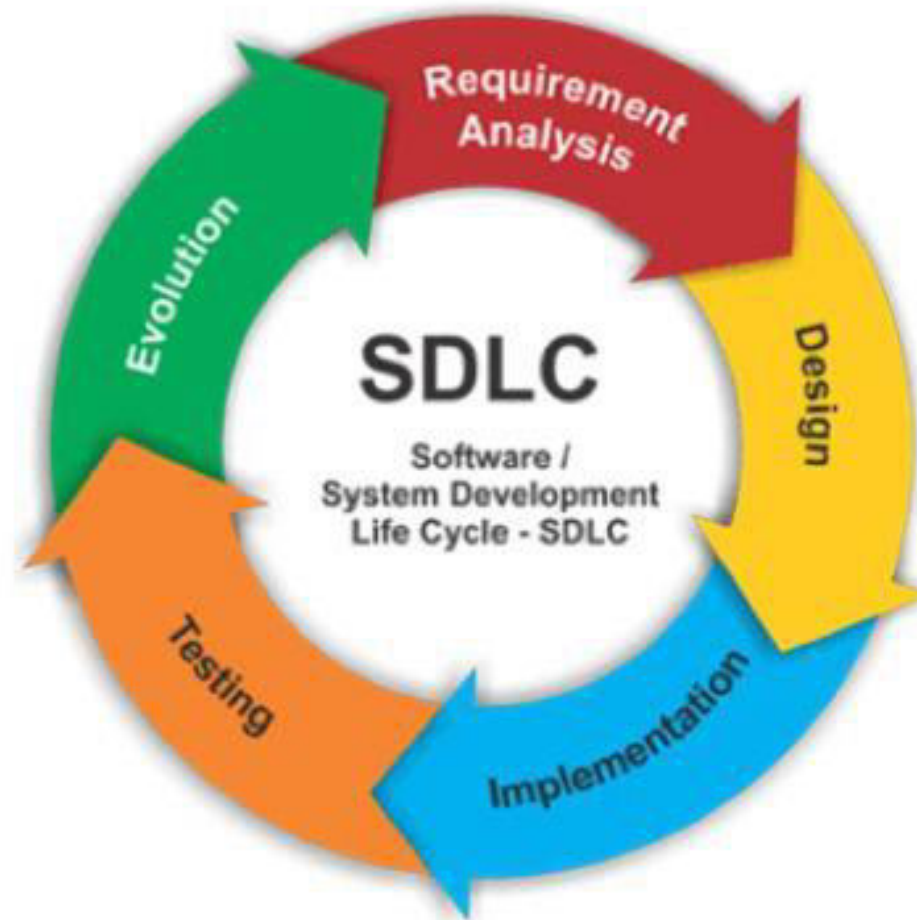 Requirement
Analysis
Design
Implementation
Testing
Evolution
SDLC
Software /
System Development
Life Cycle - SDLC